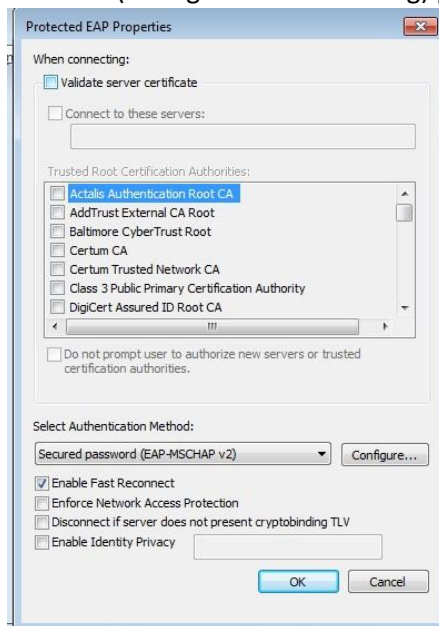 Protected EAP Properties
When connecting:
Validate server certificate
Connect to these servers:
Trusted Root Certification Authorities:
Actalis Authentication Root CA
AddTrust External CA Root
Baltimore CyberTrust Root
Certum CA
Certum Trusted Network CA
Class 3 Public Primary Certification Authority
DigiCert Assured ID Root CA
Do not prompt user to authorize new servers or trusted
certification authorities.
Select Authentication Method:
Secured password (EAP-MSCHAP v2)
Configure...
Enable Fast Reconnect
Enforce Network Access Protection
Disconnect if server does not present cryptobinding TLV
Enable Identity Privacy
OK
Cancel